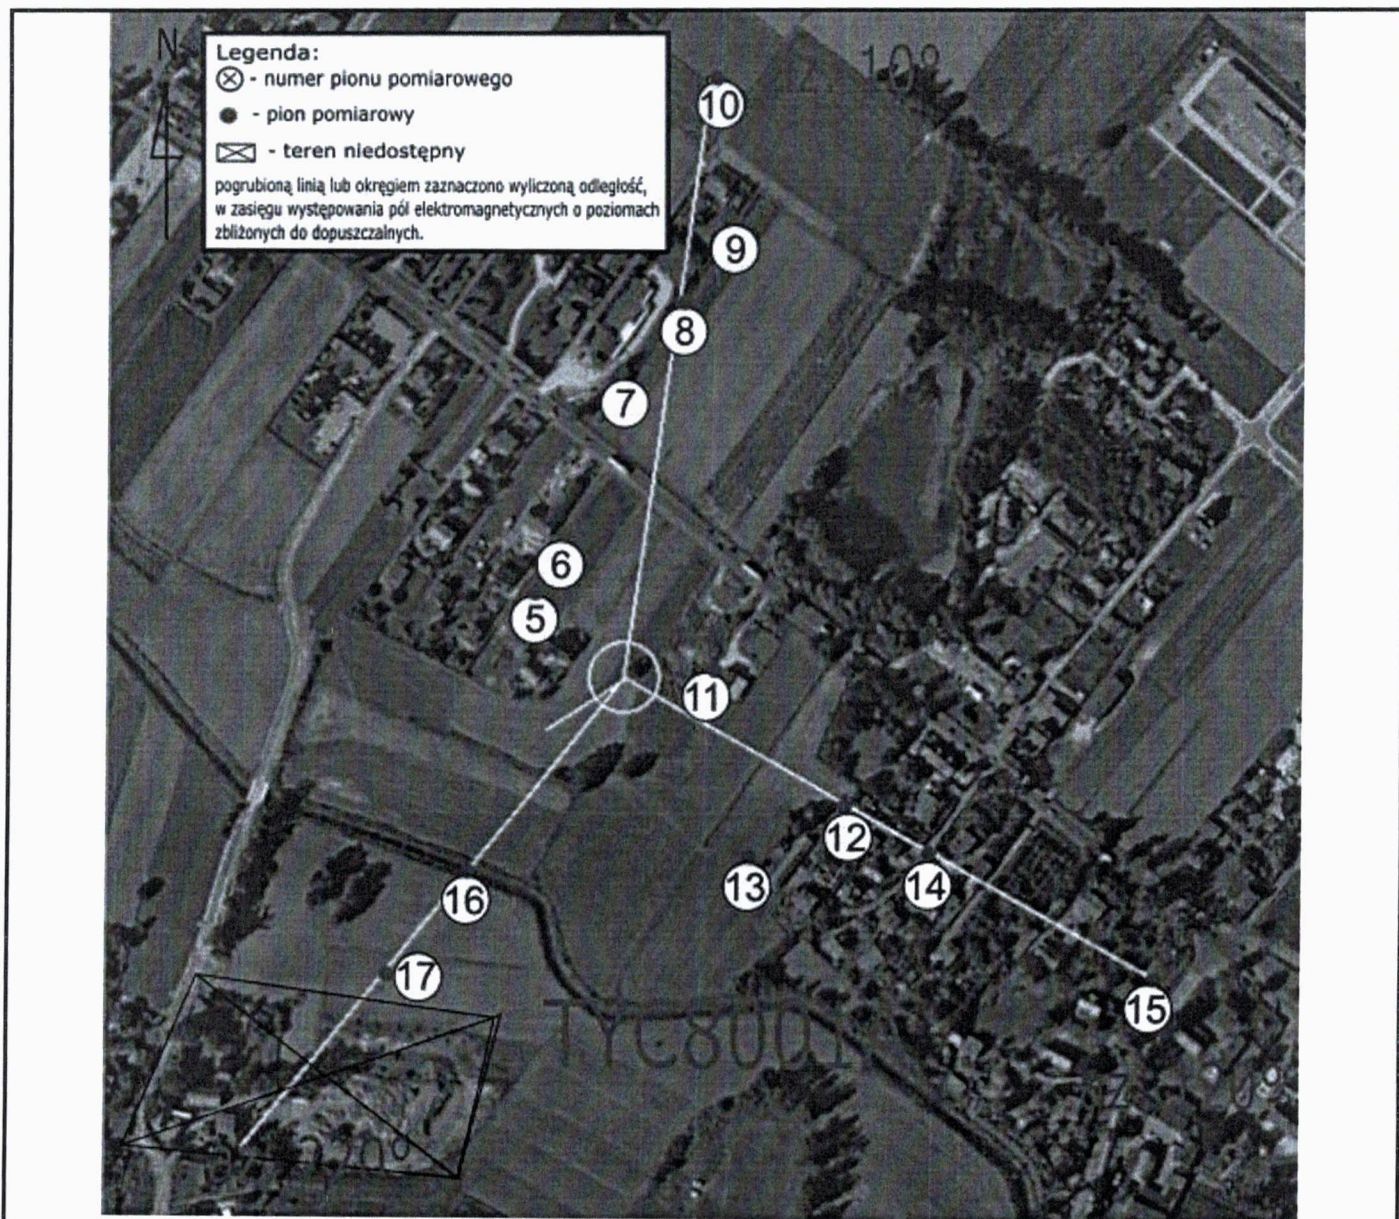 N
Legenda:
- numer pionu pomiarowego
- pion pomiarowy
- teren niedostępny
pogrubioną linią lub okręgiem zaznaczono wyliczoną odległość,
w zasięgu występowania pól elektromagnetycznych o poziomach
zbliżonych do dopuszczalnych.
10
9
8
7
6
5
11
12
13
14
16
17
15